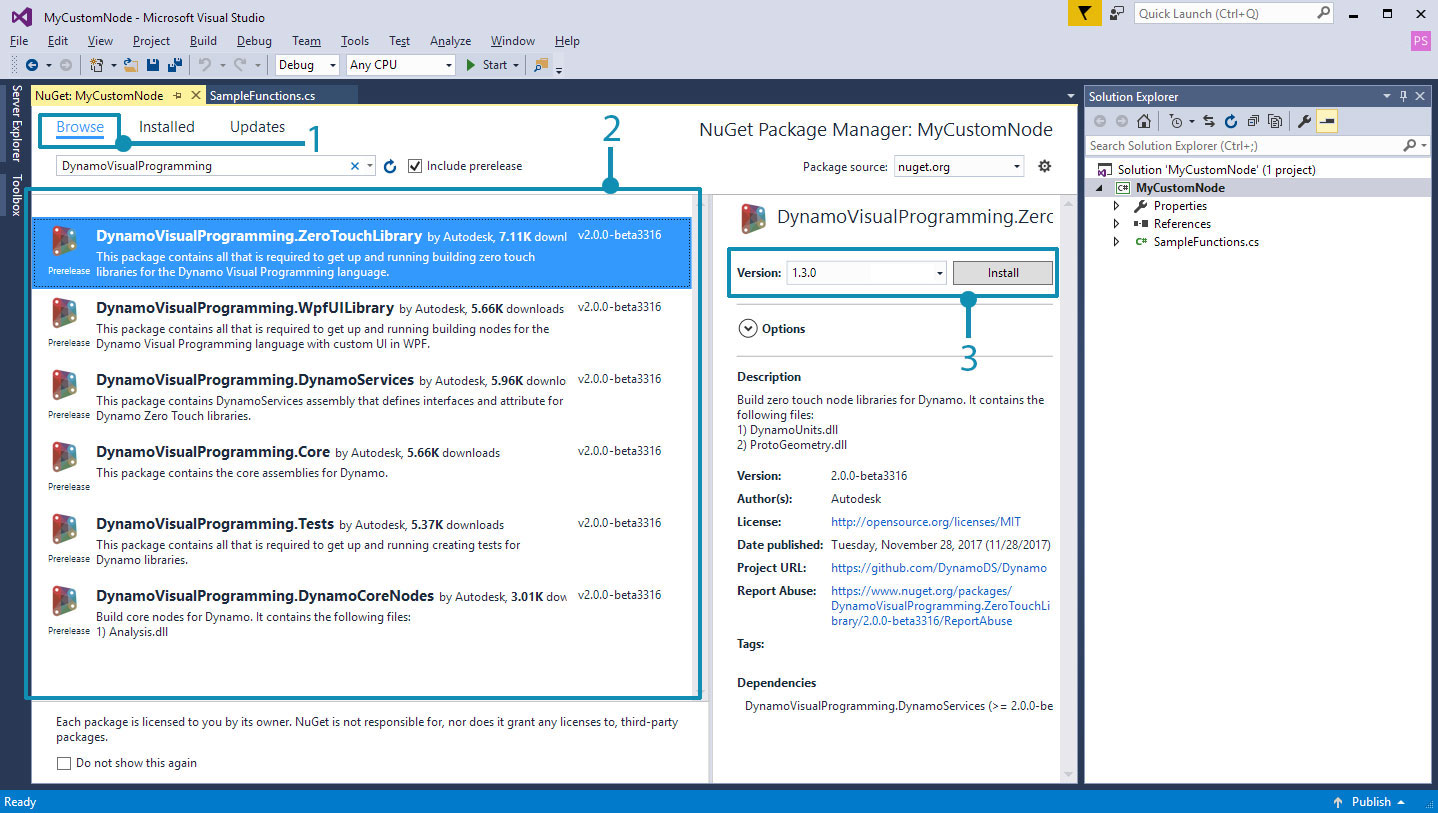 MyCustomNode - Microsoft Visual Studio
Quick Launch (Ctrl+Q)
File Edit View Project Build Debug Team Tools Test Analyze Window Help
PS
Debug Any CPU Start
Server Explorer
Toolbox
NuGet: MyCustomNode SampleFunctions.cs
Browse Installed Updates
1
2
NuGet Package Manager: MyCustomNode
DynamoVisualProgramming Include prerelease
Package source: nuget.org
DynamoVisualProgramming.ZeroTouchLibrary by Autodesk, 7.11K downl v2.0.0-beta3316
This package contains all that is required to get up and running building zero touch
Prerelease libraries for the Dynamo Visual Programming language.
DynamoVisualProgramming.WpfUILibrary by Autodesk, 5.66K downloads v2.0.0-beta3316
This package contains all that is required to get up and running building nodes for the
Prerelease Dynamo Visual Programming language with custom UI in WPF.
DynamoVisualProgramming.DynamoServices by Autodesk, 5.96K downlo v2.0.0-beta3316
This package contains DynamoServices assembly that defines interfaces and attribute for
Prerelease Dynamo Zero Touch libraries.
DynamoVisualProgramming.Core by Autodesk, 5.66K downloads v2.0.0-beta3316
This package contains the core assemblies for Dynamo.
Prerelease
DynamoVisualProgramming.Tests by Autodesk, 5.37K downloads v2.0.0-beta3316
This package contains all that is required to get up and running creating tests for
Prerelease Dynamo libraries.
DynamoVisualProgramming.DynamoCoreNodes by Autodesk, 3.01K dow v2.0.0-beta3316
Build core nodes for Dynamo. It contains the following files:
Prerelease 1) Analysis.dll
Each package is licensed to you by its owner. NuGet is not responsible for, nor does it grant any licenses to, third-party
packages.
Do not show this again
DynamoVisualProgramming.Zerc
Version: 1.3.0 Install
3
Options
Description
Build zero touch node libraries for Dynamo. It contains the
following files:
1) DynamoUnits.dll
2) ProtoGeometry.dll
Version: 2.0.0-beta3316
Author(s): Autodesk
License: http://opensource.org/licenses/MIT
Date published: Tuesday, November 28, 2017 (11/28/2017)
Project URL: https://github.com/DynamoDS/Dynamo
Report Abuse: https://www.nuget.org/packages/
DynamoVisualProgramming.ZeroTouchLi
brary/2.0.0-beta3316/ReportAbuse
Tags:
Dependencies
DynamoVisualProgramming.DynamoServices (>= 2.0.0-be
Solution Explorer
Search Solution Explorer (Ctrl+;)
Solution 'MyCustomNode' (1 project)
C# MyCustomNode
Properties
References
C# SampleFunctions.cs
Ready
Publish